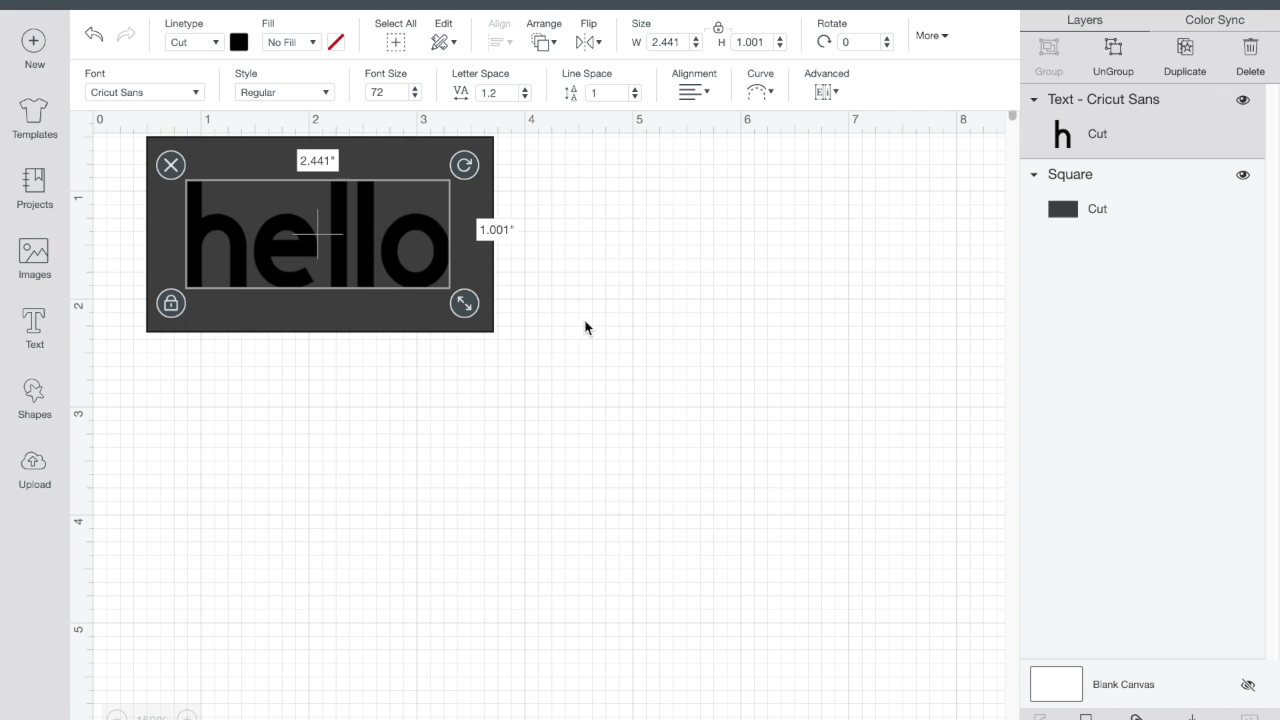 Linetype Fill Select All Edit Align Arrange Flip Size Rotate
Cut No Fill W 2.441 H 1.001 0 More
Font Style Font Size Letter Space Line Space Alignment Curve Advanced
Cricut Sans Regular 72 VA 1.2 1
New
Templates
Projects
Images
Text
Shapes
Upload
0 1 2 3 4 5 6 7 8
1
2
3
4
5
2.441"
hello
1.001"
150%
Layers Color Sync
Group UnGroup Duplicate Delete
Text - Cricut Sans
h Cut
Square
Cut
Blank Canvas